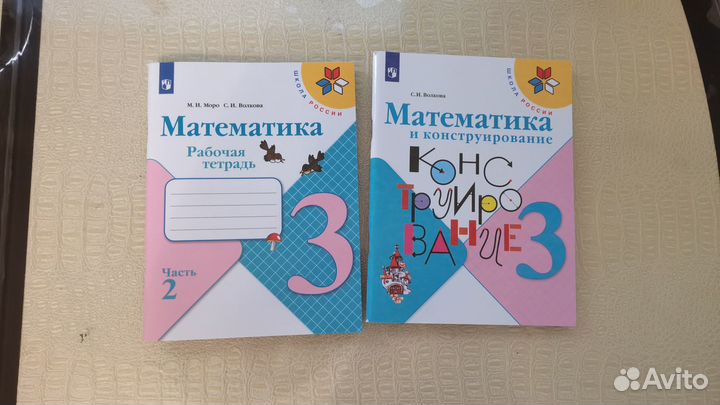 ШКОЛА РОССИИ
М. И. Моро С. И. Волкова
Математика
Рабочая
тетрадь
3
Часть
2
ШКОЛА РОССИИ
С.И. Волкова
Математика
и конструирование
КОНС
ТРУИРО
ВАНИЕ
3
Avito